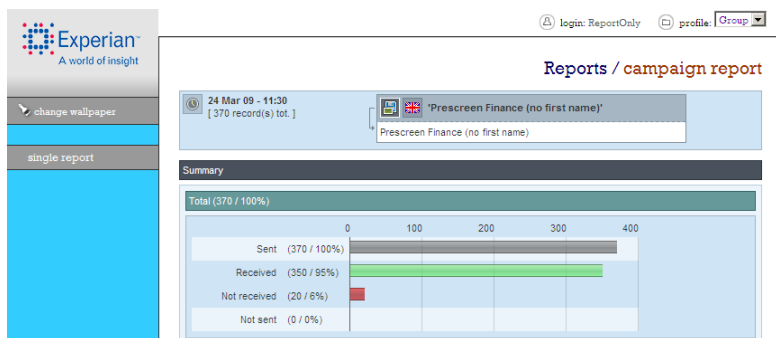 Experian™
A world of insight
login: ReportOnly profile: Group
Reports / campaign report
change wallpaper
single report
24 Mar 09 - 11:30
[ 370 record(s) tot. ]
'Prescreen Finance (no first name)'
Prescreen Finance (no first name)
Summary
Total (370 / 100%)
0 100 200 300 400
Sent (370 / 100%)
Received (350 / 95%)
Not received (20 / 6%)
Not sent (0 / 0%)